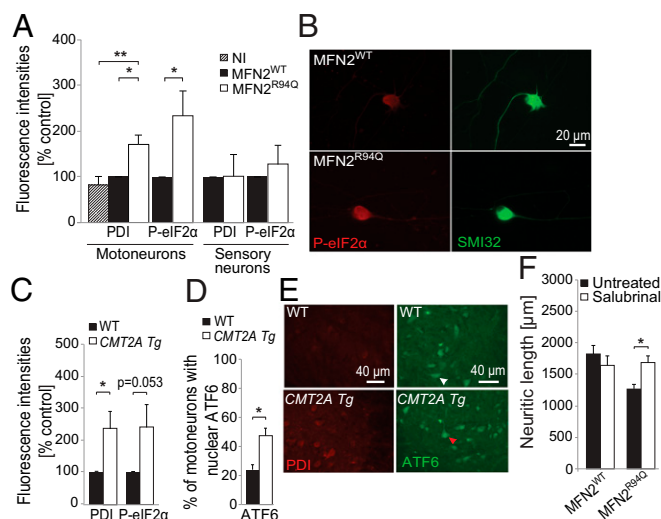 A
Fluorescence intensities
[% control]
400
300
200
100
0
**
*
*
NI
MFN2WT
MFN2R94Q
PDI P-eIF2α PDI P-eIF2α
Motoneurons Sensory
neurons
B
MFN2WT
20 µm
MFN2R94Q
P-eIF2α
SMI32
C
WT
CMT2A Tg
Fluorescence intensities
[% control]
500
400
300
200
100
0
*
p=0.053
PDI P-eIF2α
D
WT
CMT2A Tg
% of motoneurons with
nuclear ATF6
100
80
60
40
20
0
*
ATF6
E
WT
WT
40 µm
40 µm
CMT2A Tg
CMT2A Tg
PDI
ATF6
F
Untreated
Salubrinal
Neuritic length [µm]
3000
2500
2000
1500
1000
500
0
*
MFN2WT
MFN2R94Q